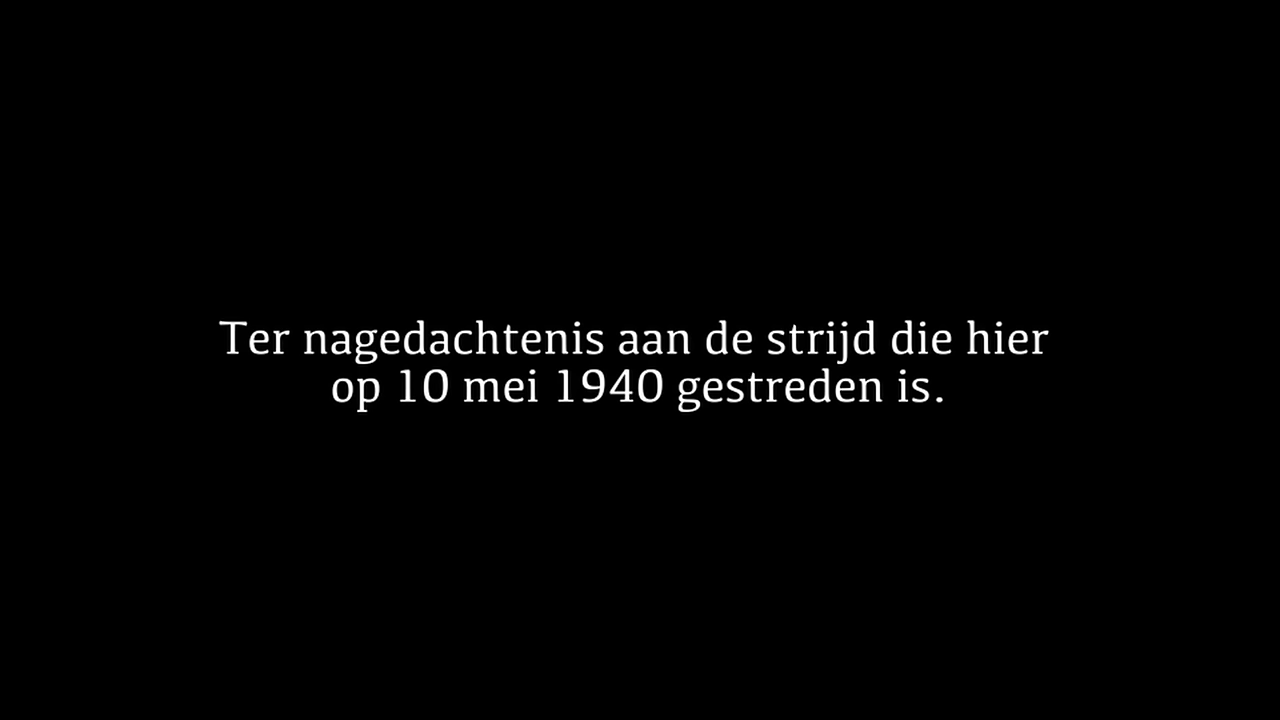 Ter nagedachtenis aan de strijd die hier
op 10 mei 1940 gestreden is.